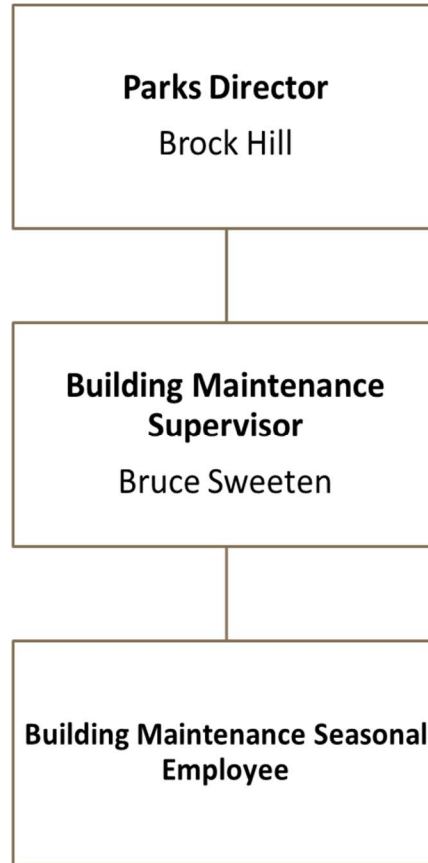 Parks Director
Brock Hill
Building Maintenance
Supervisor
Bruce Sweeten
Building Maintenance Seasonal
Employee